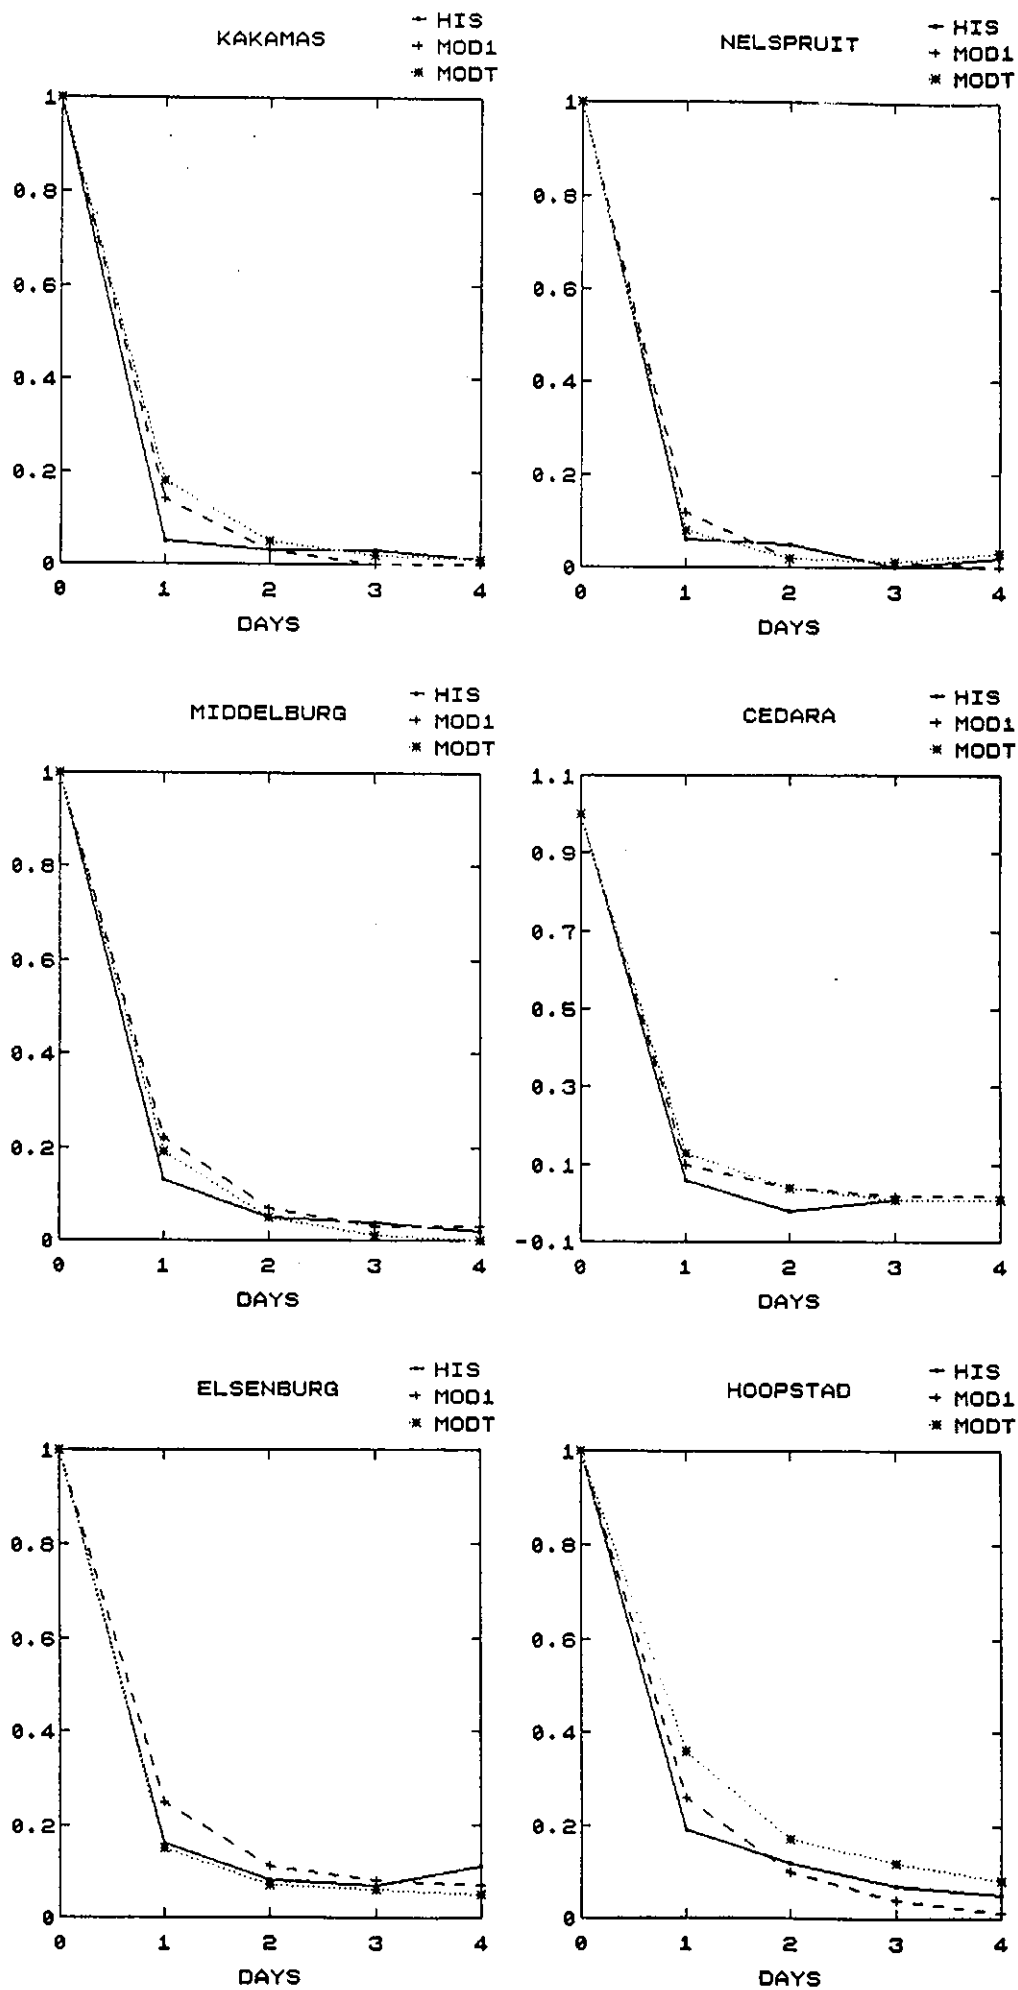 KAKAMAS
HIS
MOD1
MODT
1
0.8
0.6
0.4
0.2
0
0 1 2 3 4
DAYS
NELSPRUIT
HIS
MOD1
MODT
1
0.8
0.6
0.4
0.2
0
0 1 2 3 4
DAYS
MIDDELBURG
HIS
MOD1
MODT
1
0.8
0.6
0.4
0.2
0
0 1 2 3 4
DAYS
CEDARA
HIS
MOD1
MODT
1.1
0.9
0.7
0.5
0.3
0.1
-0.1
0 1 2 3 4
DAYS
ELSENBURG
HIS
MOD1
MODT
1
0.8
0.6
0.4
0.2
0
0 1 2 3 4
DAYS
HOOPSTAD
HIS
MOD1
MODT
1
0.8
0.6
0.4
0.2
0
0 1 2 3 4
DAYS